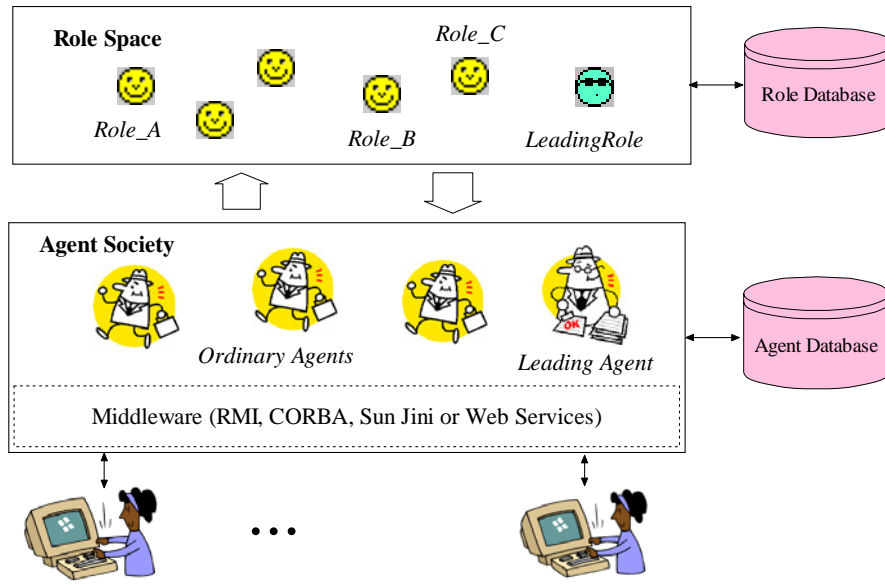 Role Space
Role_C
Role_A
Role_B
LeadingRole
Role Database
Agent Society
Ordinary Agents
OK
Leading Agent
Agent Database
Middleware (RMI, CORBA, Sun Jini or Web Services)